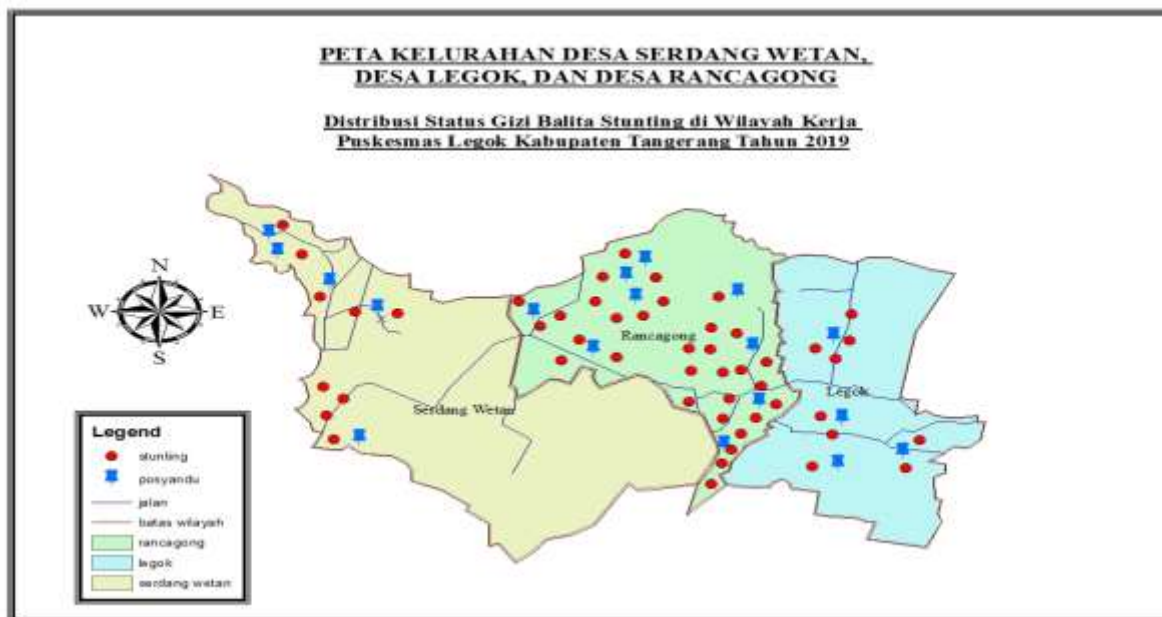 PETA KELURAHAN DESA SERDANG WETAN,
DESA LEGOK, DAN DESA RANCAGONG
Distribusi Status Gizi Balita Stunting di Wilayah Kerja
Puskesmas Legok Kabupaten Tangerang Tahun 2019
N
W
E
S
Rancagong
Legok
Serdang Wetan
Legend
stunting
posyandu
jalan
batas wilayah
rancagong
legok
serdang wetan